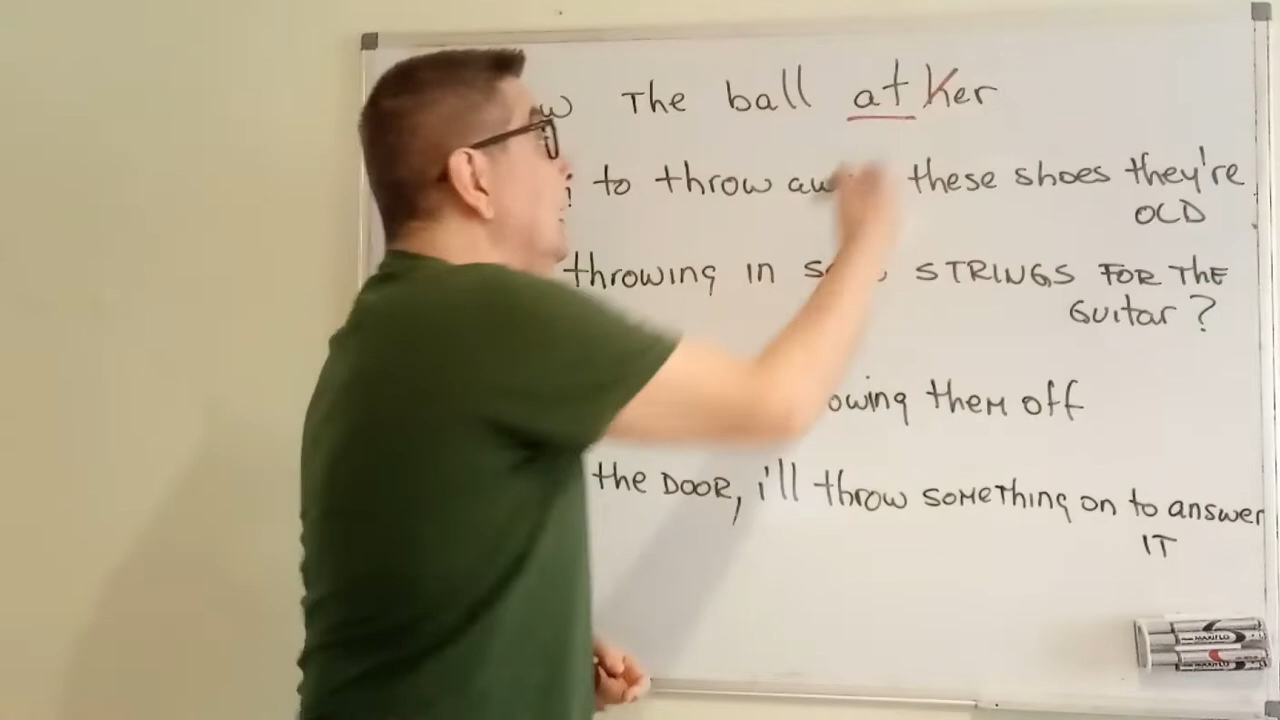 The ball at her
to throw these shoes they're
OLD
throwing in STRINGS FOR THE
Guitar ?
them off
the DOOR, i'll throw something on to answer
IT